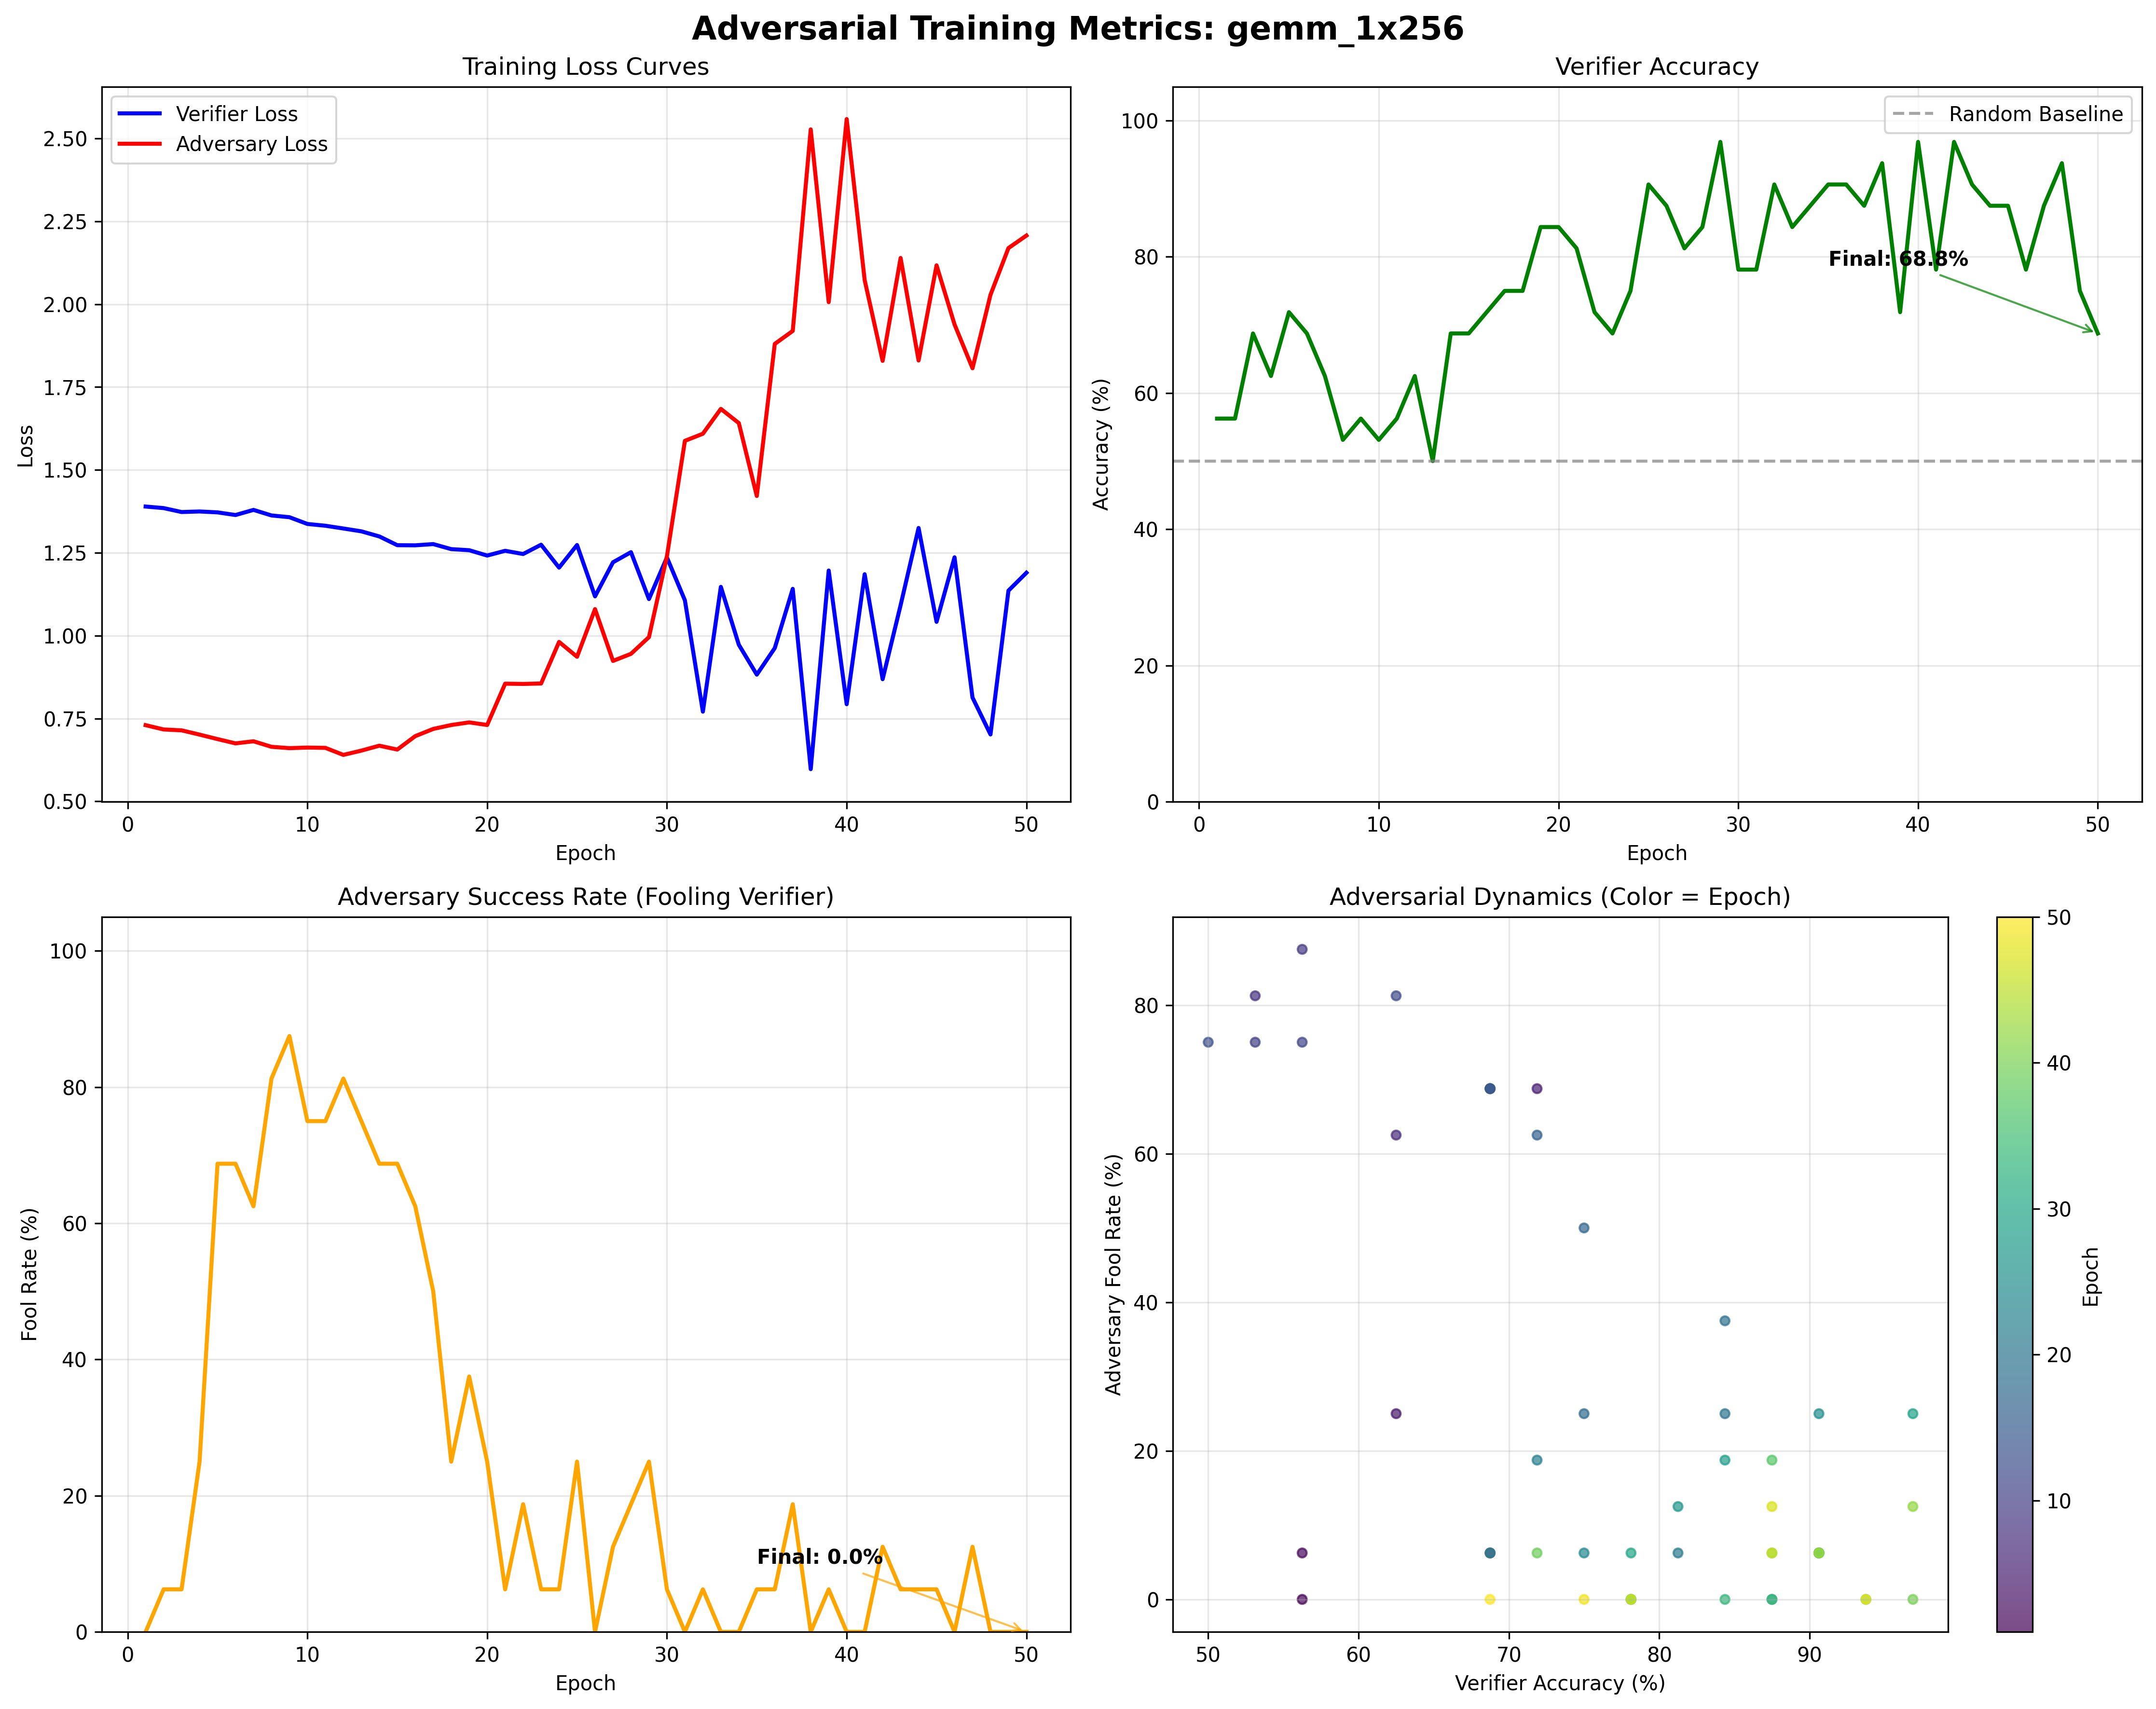 Adversarial Training Metrics: gemm_1x256
Training Loss Curves
Verifier Loss
Adversary Loss
2.50
2.25
2.00
1.75
1.50
1.25
1.00
0.75
0.50
Loss
0 10 20 30 40 50
Epoch
Verifier Accuracy
Random Baseline
Final: 68.8%
100
80
60
40
20
0
Accuracy (%)
0 10 20 30 40 50
Epoch
Adversary Success Rate (Fooling Verifier)
100
80
60
40
20
0
Fool Rate (%)
Final: 0.0%
0 10 20 30 40 50
Epoch
Adversarial Dynamics (Color = Epoch)
80
60
40
20
0
Adversary Fool Rate (%)
50 60 70 80 90
Verifier Accuracy (%)
50
40
30
20
10
Epoch